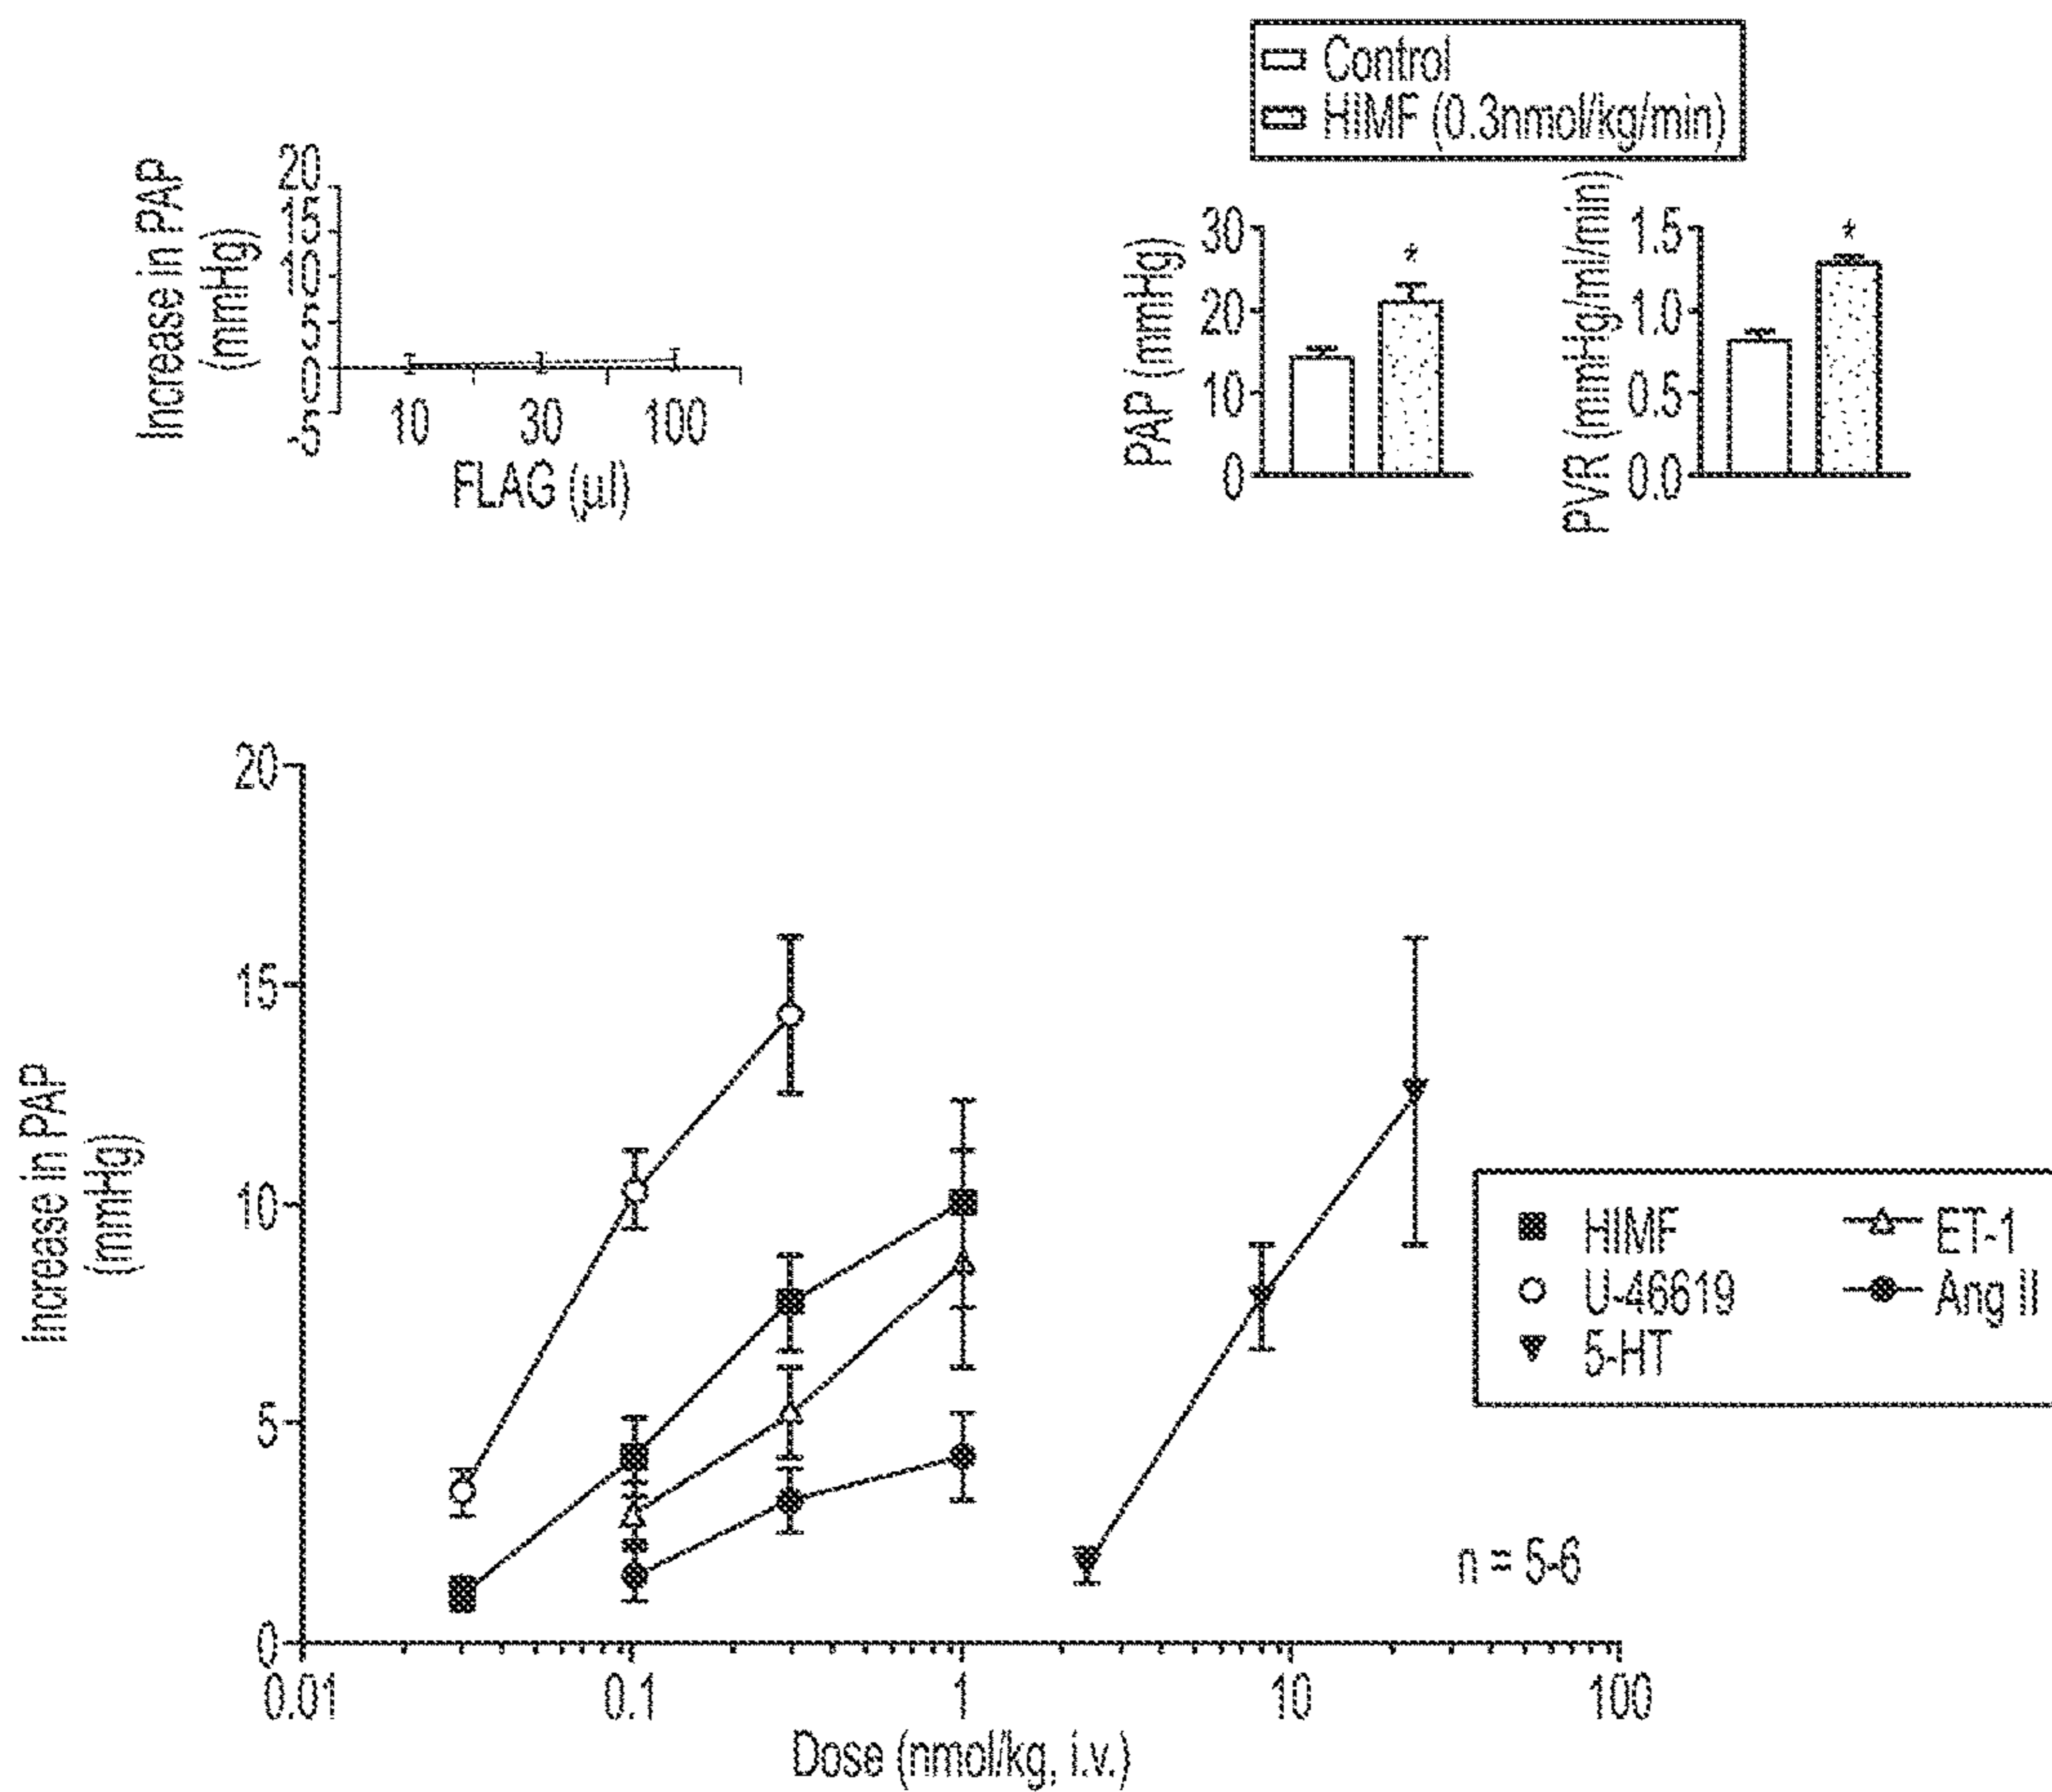 Control
HIMF (0.3nmol/kg/min)
Increase in PAP
(mmHg)
20
15
10
5
0
-5
10 30 100
FLAG (µl)
PAP (mmHg)
30
20
10
0
*
PVR (mmHg/ml/min)
1.5
1.0
0.5
0.0
*
Increase in PAP
(mmHg)
20
15
10
5
0
0.01 0.1 1 10 100
Dose (nmol/kg, i.v.)
HIMF ET-1
U-46619 Ang II
5-HT
n = 5-6